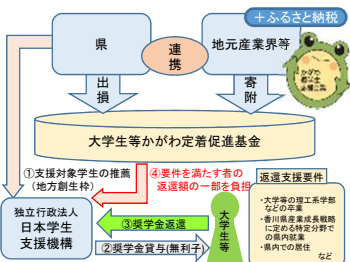 ＋ふるさと納税
県
連携
地元産業界等
出損
寄附
大学生等かがわ定着促進基金
①支援対象学生の推薦
（地方創生枠）
④要件を満たす者の
返還額の一部を負担
返還支援要件
・大学等の理工系学部
などの卒業
・香川県産業成長戦略
に定める特定分野で
の県内就業
・県内での居住
など
独立行政法人
日本学生
支援機構
③奨学金返還
②奨学金貸与(無利子)
大学生等